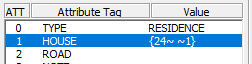 ATT Attribute Tag Value
0 TYPE RESIDENCE
1 HOUSE {24~ ~1}
2 ROAD